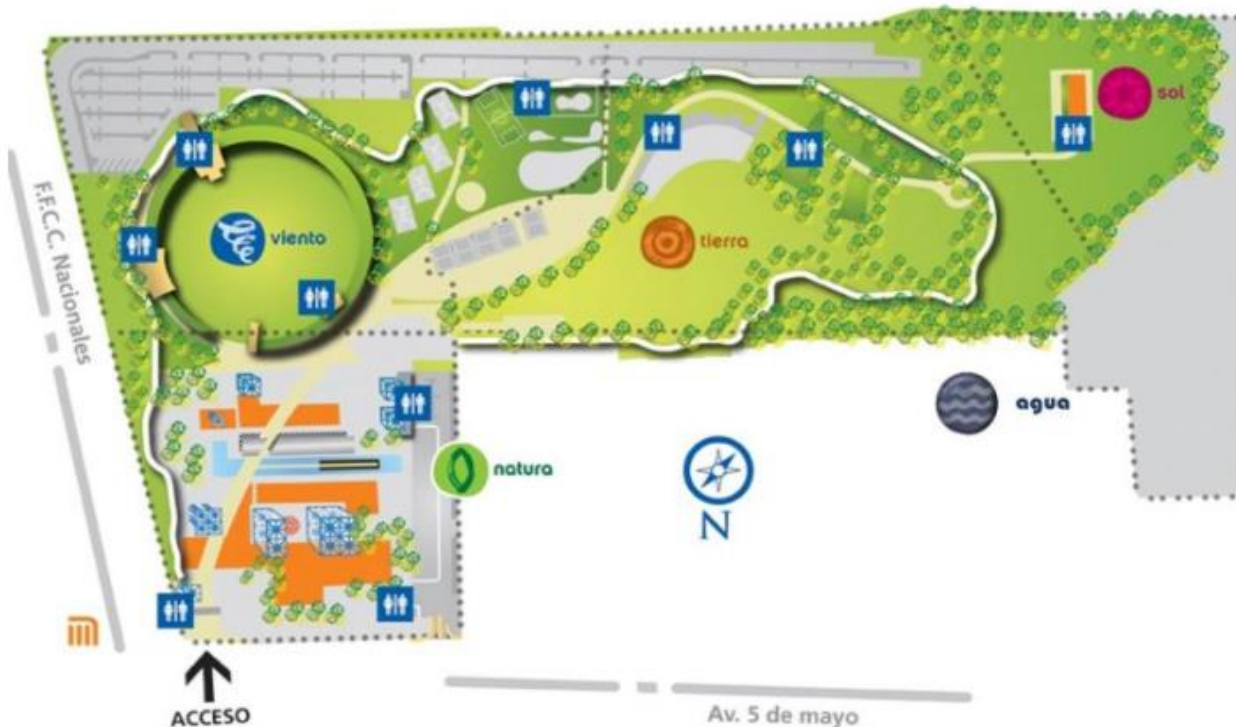 sol
F.F.C.C. Nacionales
viento
tierra
agua
natura
N
ACCESO
Av. 5 de mayo